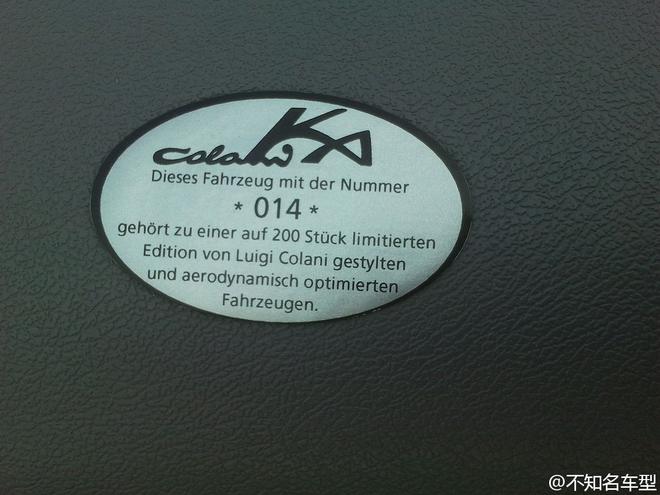 colani KA
Dieses Fahrzeug mit der Nummer
* 014 *
gehört zu einer auf 200 Stück limitierten
Edition von Luigi Colani gestylten
und aerodynamisch optimierten
Fahrzeugen.
@不知名车型